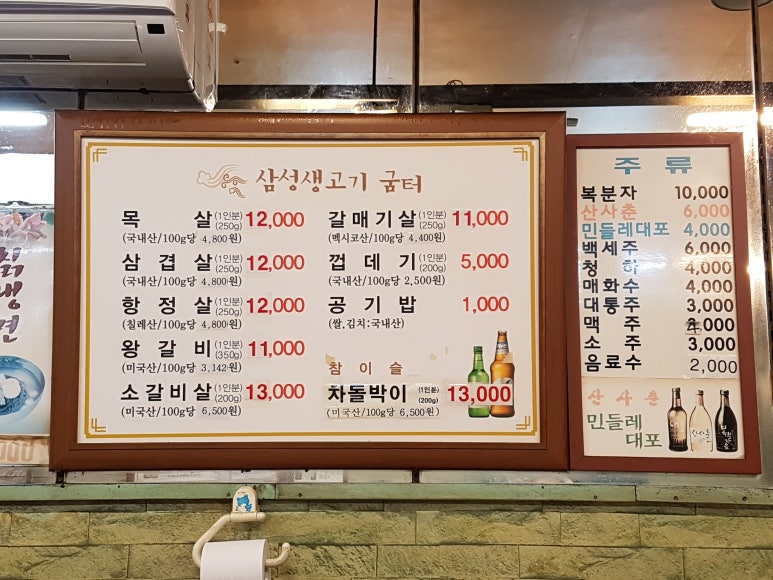 삼성생고기 굼터
목 살 (1인분) (250g) 12,000
(국내산/100g당 4,800원)
삼겹살 (1인분) (250g) 12,000
(국내산/100g당 4,800원)
항정살 (1인분) (250g) 12,000
(칠레산/100g당 4,800원)
왕갈비 (1인분) (350g) 11,000
(미국산/100g당 3.142원)
소갈비살 (1인분) (200g) 13,000
(미국산/100g당 6,500원)
갈매기살 (1인분) (250g) 11,000
(멕시코산/100g당 4,400원)
껍데기 (1인분) (200g) 5,000
(국내산/100g당 2,500원)
공기밥 1,000
(쌀,김치:국내산)
참이슬
차돌박이 (1인분) (200g) 13,000
(미국산/100g당 6,500원)
주류
복분자 10,000
산사춘 6,000
민들레대포 4,000
백세주 6,000
청하 4,000
매화수 4,000
대통주 3,000
맥주 ,000
소주 3,000
음료수 2,000
산사춘
민들레
대포
냉면